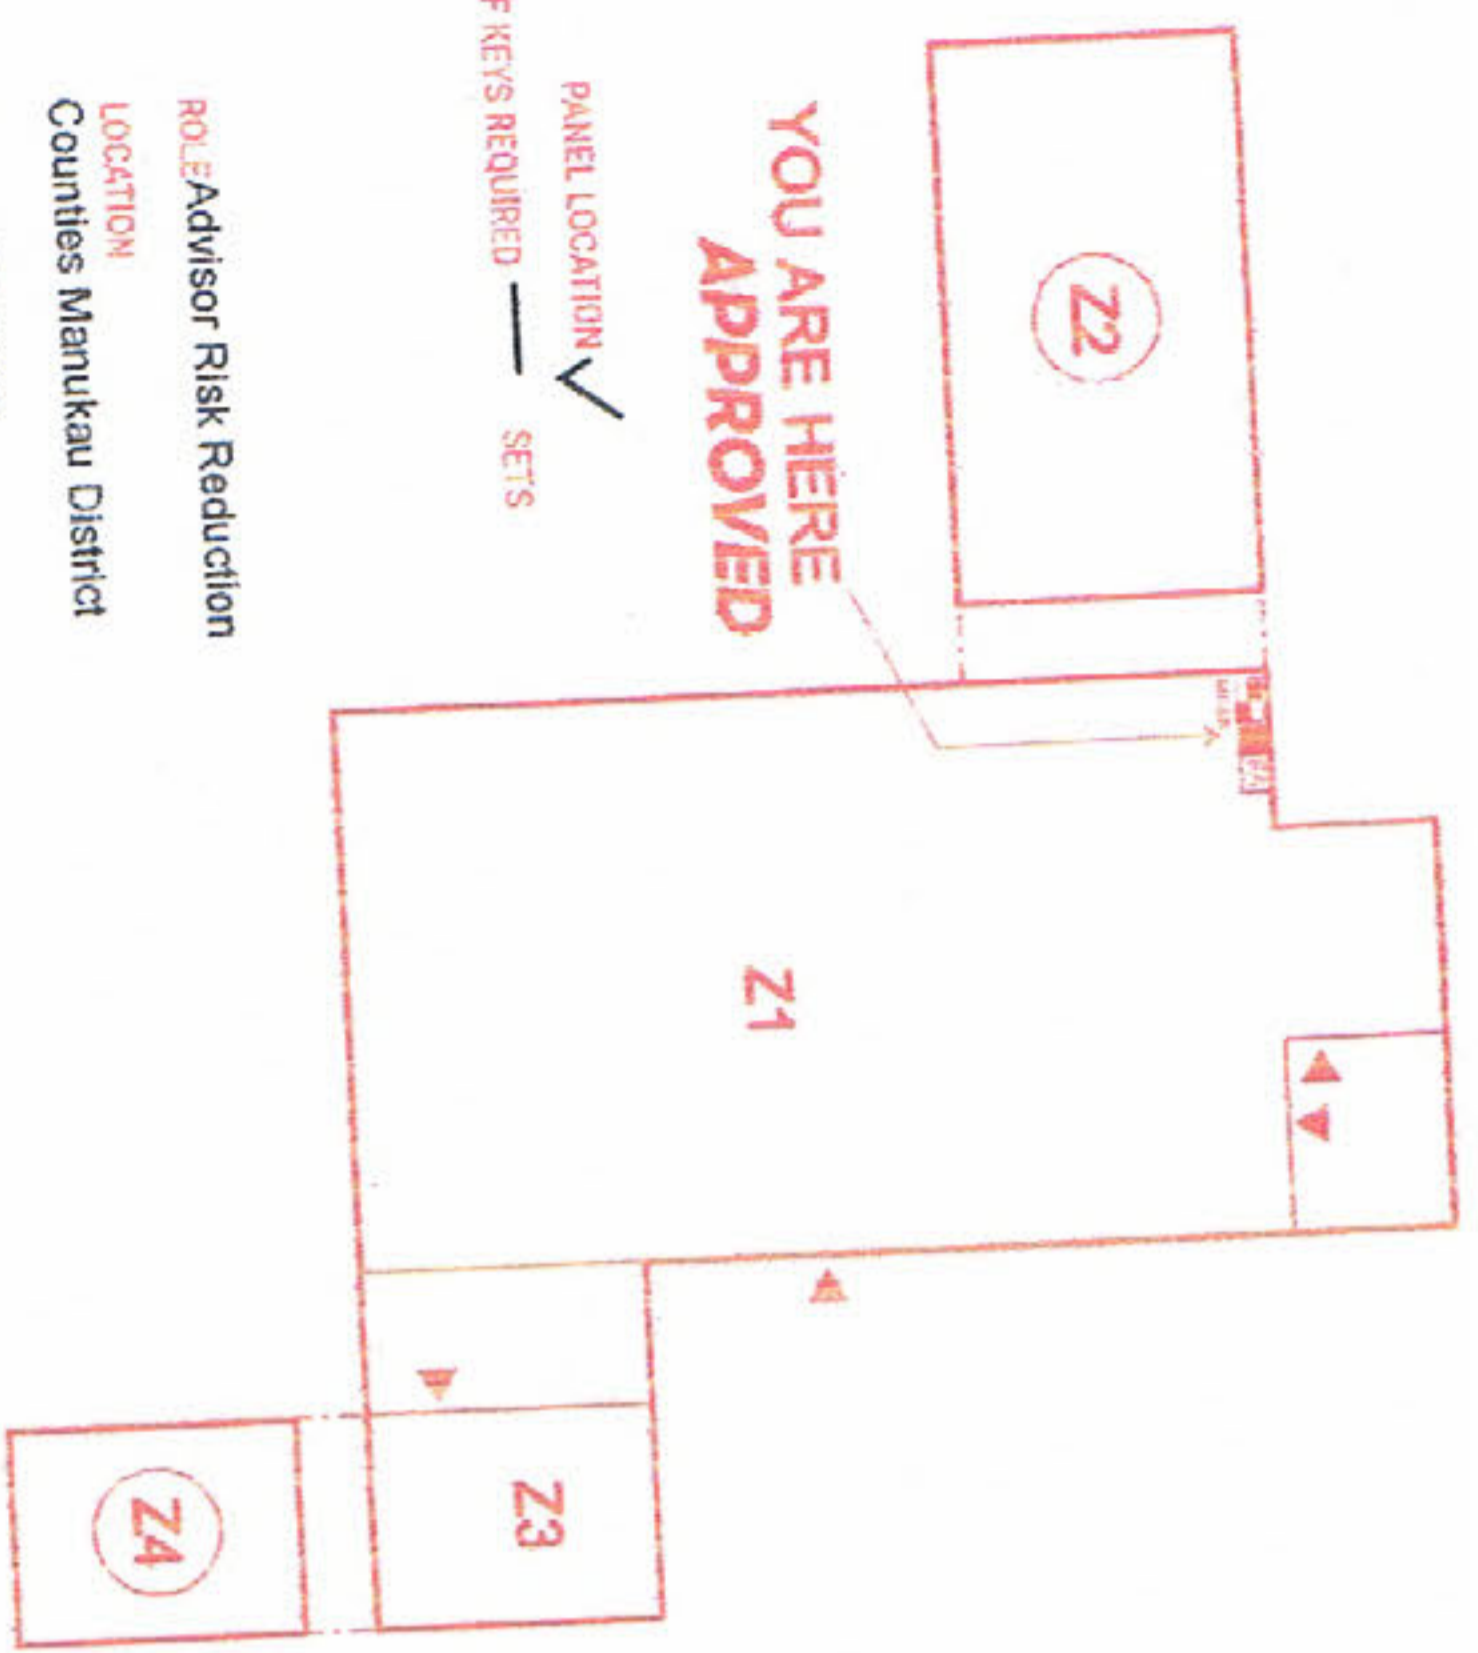 Z2
YOU ARE HERE
APPROVED
PANEL LOCATION ✓
F KEYS REQUIRED — SETS
ROLE Advisor Risk Reduction
LOCATION
Counties Manukau District
Z1
Z3
Z4